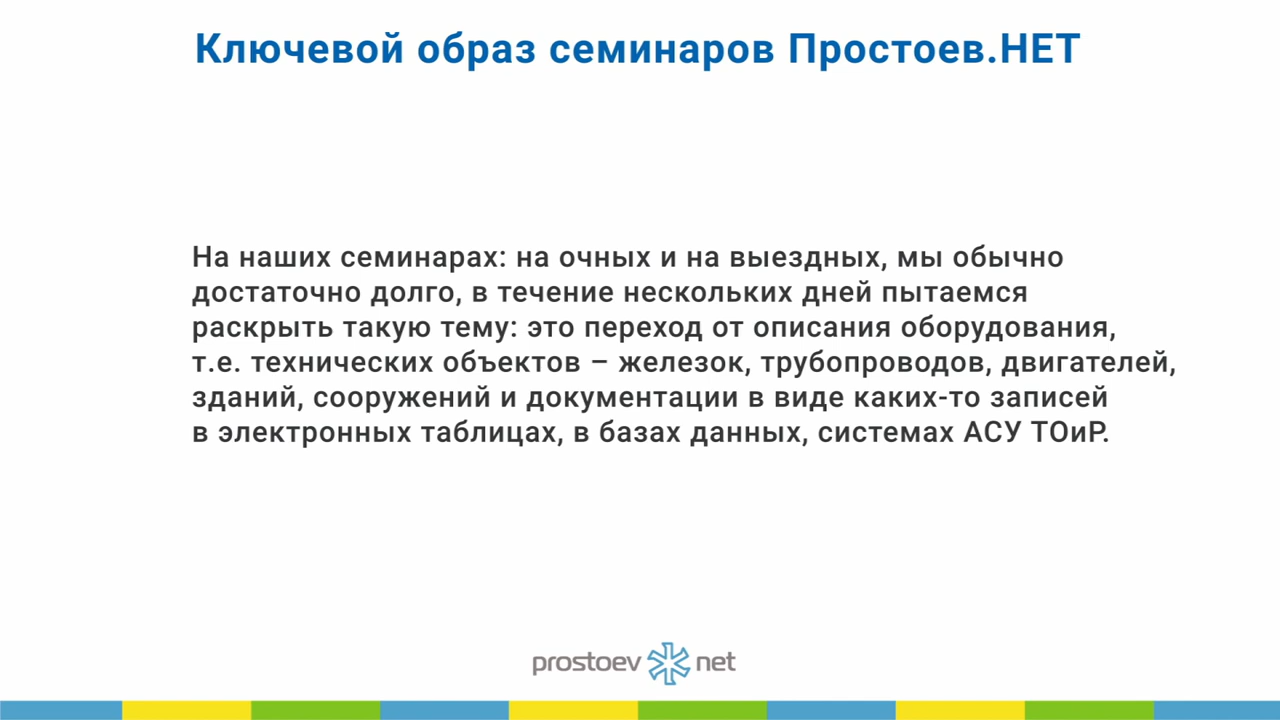 Ключевой образ семинаров Простоев.НЕТ
На наших семинарах: на очных и на выездных, мы обычно
достаточно долго, в течение нескольких дней пытаемся
раскрыть такую тему: это переход от описания оборудования,
т.е. технических объектов – железок, трубопроводов, двигателей,
зданий, сооружений и документации в виде каких-то записей
в электронных таблицах, в базах данных, системах АСУ ТОиР.
prostoev net